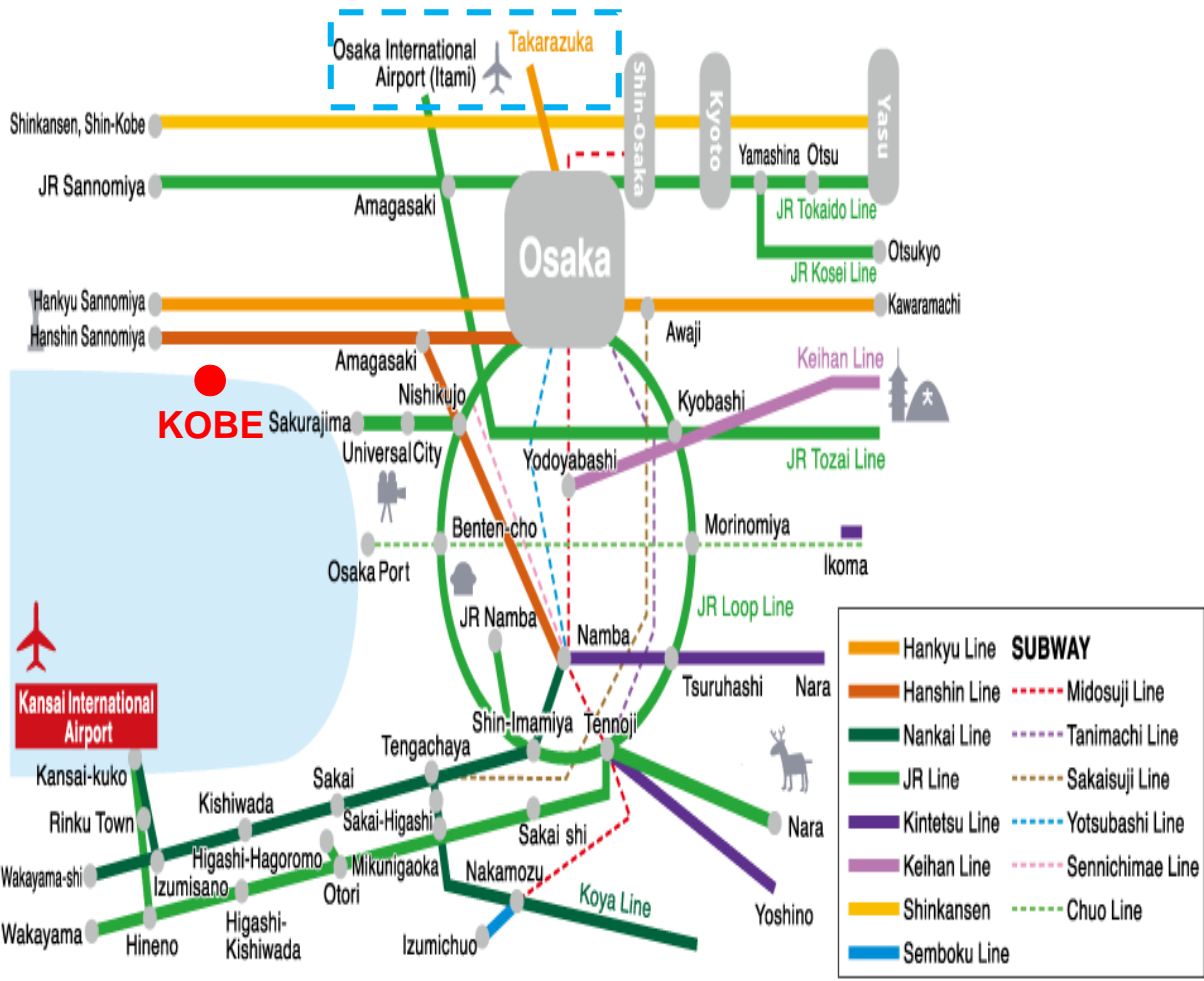 Osaka International
Airport (Itami)
Takarazuka
Shin-Osaka
Kyoto
Yasu
Shinkansen, Shin-Kobe
JR Sannomiya
Amagasaki
Yamashina
Otsu
JR Tokaido Line
Osaka
Otsukyo
JR Kosei Line
Hankyu Sannomiya
Kawaramachi
Hanshin Sannomiya
Awaji
Amagasaki
Keihan Line
KOBE
Nishikujo
Kyobashi
Sakurajima
Universal City
Yodoyabashi
JR Tozai Line
Benten-cho
Morinomiya
Osaka Port
Ikoma
JR Loop Line
JR Namba
Namba
Tsuruhashi
Nara
Kansai International
Airport
Shin-Imamiya
Tennoji
Kansai-kuko
Tengachaya
Sakai
Kishiwada
Rinku Town
Sakai-Higashi
Sakai shi
Nara
Higashi-Hagoromo
Mikunigaoka
Wakayama-shi
Izumisano
Otori
Nakamozu
Koya Line
Yoshino
Wakayama
Hineno
Higashi-
Kishiwada
Izumichuo
Hankyu Line
Hanshin Line
Nankai Line
JR Line
Kintetsu Line
Keihan Line
Shinkansen
Semboku Line
SUBWAY
Midosuji Line
Tanimachi Line
Sakaisuji Line
Yotsubashi Line
Sennichimae Line
Chuo Line